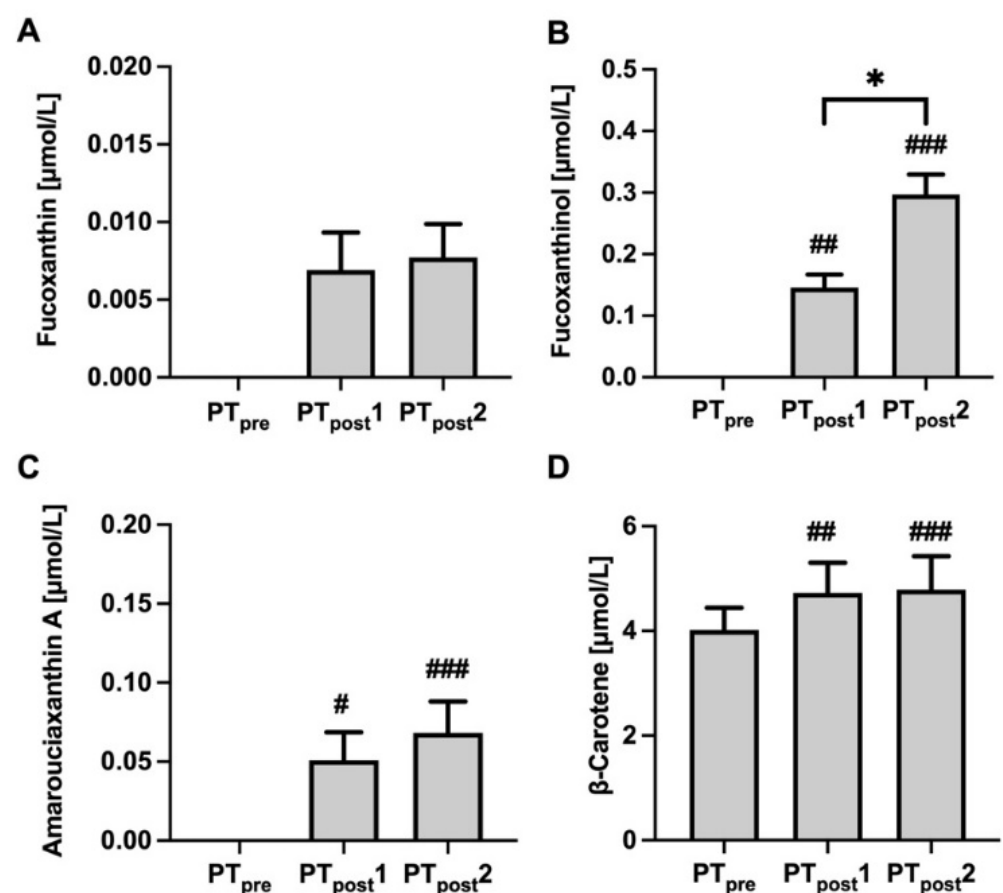 A
Fucoxanthin [µmol/L]
0.020
0.015
0.010
0.005
0.000
PTpre PTpost1 PTpost2
B
Fucoxanthinol [µmol/L]
0.5
0.4
0.3
0.2
0.1
0.0
*
##
###
PTpre PTpost1 PTpost2
C
Amarouciaxanthin A [µmol/L]
0.20
0.15
0.10
0.05
0.00
#
###
PTpre PTpost1 PTpost2
D
β-Carotene [µmol/L]
6
4
2
0
##
###
PTpre PTpost1 PTpost2